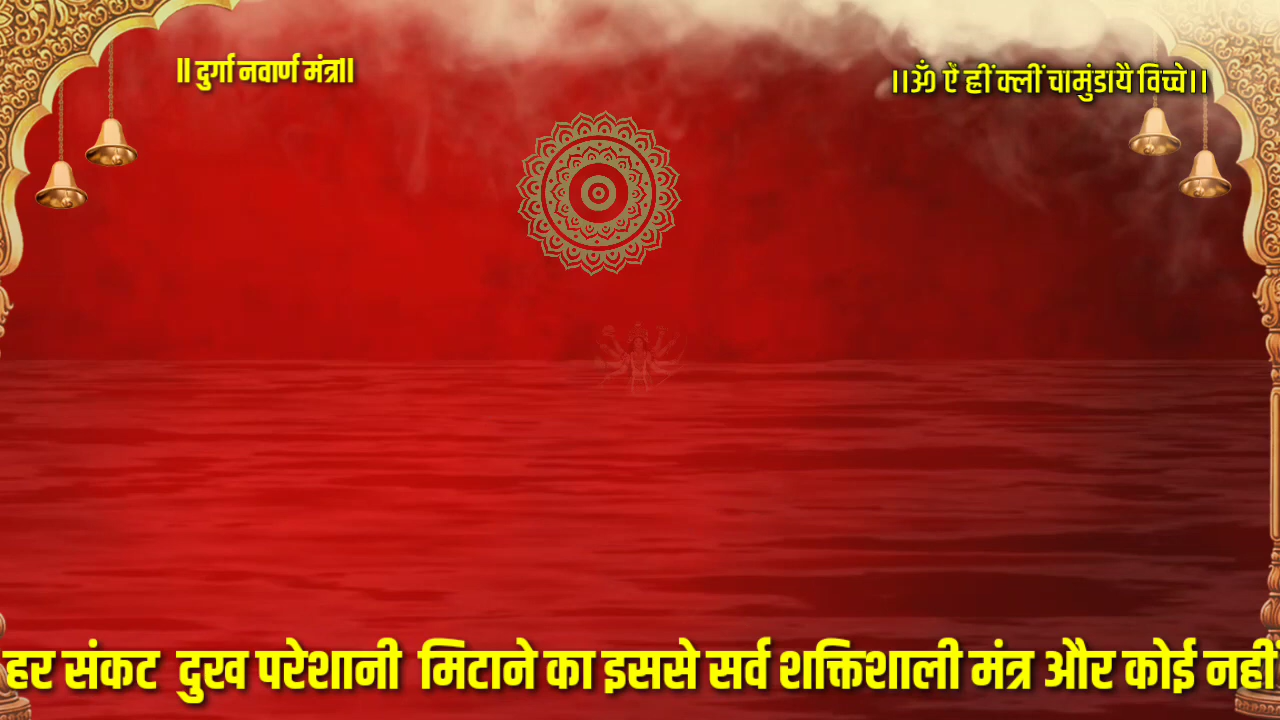 ॥ दुर्गा नवार्ण मंत्र॥
।।ॐ ऐं ह्रीं क्लीं चामुंडायै विच्चे।।
हर संकट दुख परेशानी मिटाने का इससे सर्व शक्तिशाली मंत्र और कोई नहीं